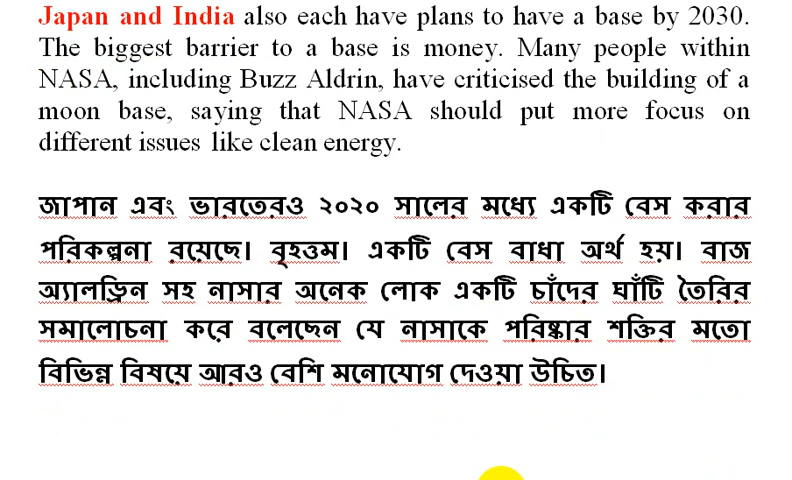 Japan and India also each have plans to have a base by 2030.
The biggest barrier to a base is money. Many people within
NASA, including Buzz Aldrin, have criticised the building of a
moon base, saying that NASA should put more focus on
different issues like clean energy.
জাপান এবং ভারতেরও ২০২০ সালের মধ্যে একটি বেস করার
পরিকল্পনা রয়েছে। বৃহত্তম। একটি বেস বাধা অর্থ হয়। বাজ
অ্যালড্রিন সহ নাসার অনেক লোক একটি চাঁদের ঘাঁটি তৈরির
সমালোচনা করে বলেছেন যে নাসাকে পরিষ্কার শক্তির মতো
বিভিন্ন বিষয়ে আরও বেশি মনোযোগ দেওয়া উচিত।